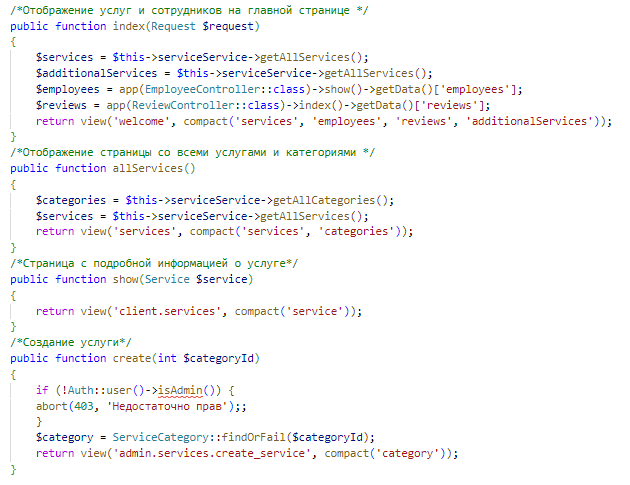 /*Отображение услуг и сотрудников на главной странице */
public function index(Request $request)
{
$services = $this->serviceService->getAllServices();
$additionalServices = $this->serviceService->getAllServices();
$employees = app(EmployeeController::class)->show()->getData()['employees'];
$reviews = app(ReviewController::class)->index()->getData()['reviews'];
return view('welcome', compact('services', 'employees', 'reviews', 'additionalServices'));
}
/*Отображение страницы со всеми услугами и категориями */
public function allServices()
{
$categories = $this->serviceService->getAllCategories();
$services = $this->serviceService->getAllServices();
return view('services', compact('services', 'categories'));
}
/*Страница с подробной информацией о услуге*/
public function show(Service $service)
{
return view('client.services', compact('service'));
}
/*Создание услуги*/
public function create(int $categoryId)
{
if (!Auth::user()->isAdmin()) {
abort(403, 'Недостаточно прав');;
}
$category = ServiceCategory::findOrFail($categoryId);
return view('admin.services.create_service', compact('category'));
}